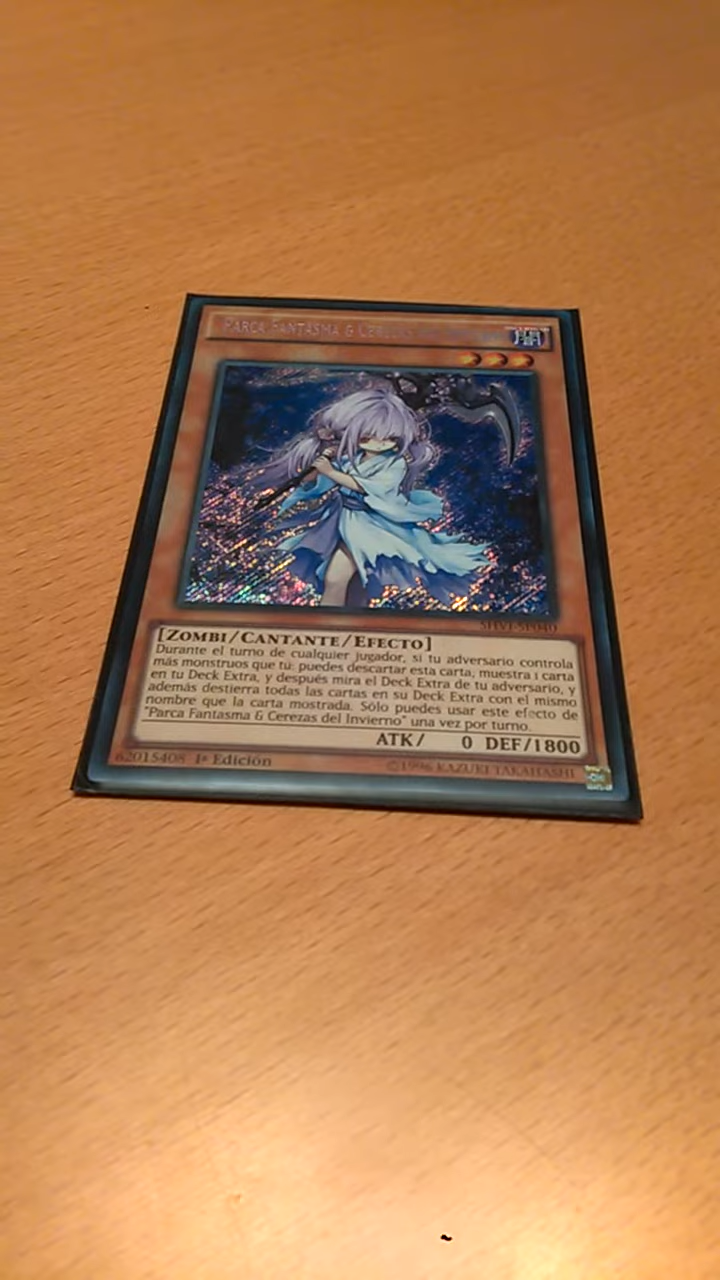 Parca Fantasma & Cerezas
SHVI-SP040
[Zombi/Cantante/Efecto]
Durante el turno de cualquier jugador, si tu adversario controla
más monstruos que tú: puedes descartar esta carta; muestra 1 carta
en tu Deck Extra, y después mira el Deck Extra de tu adversario, y
además destierra todas las cartas en su Deck Extra con el mismo
nombre que la carta mostrada. Sólo puedes usar este efecto de
"Parca Fantasma & Cerezas del Invierno" una vez por turno.
ATK/ 0 DEF/1800
62015408 1ª Edición
©1996 KAZUKI TAKAHASHI